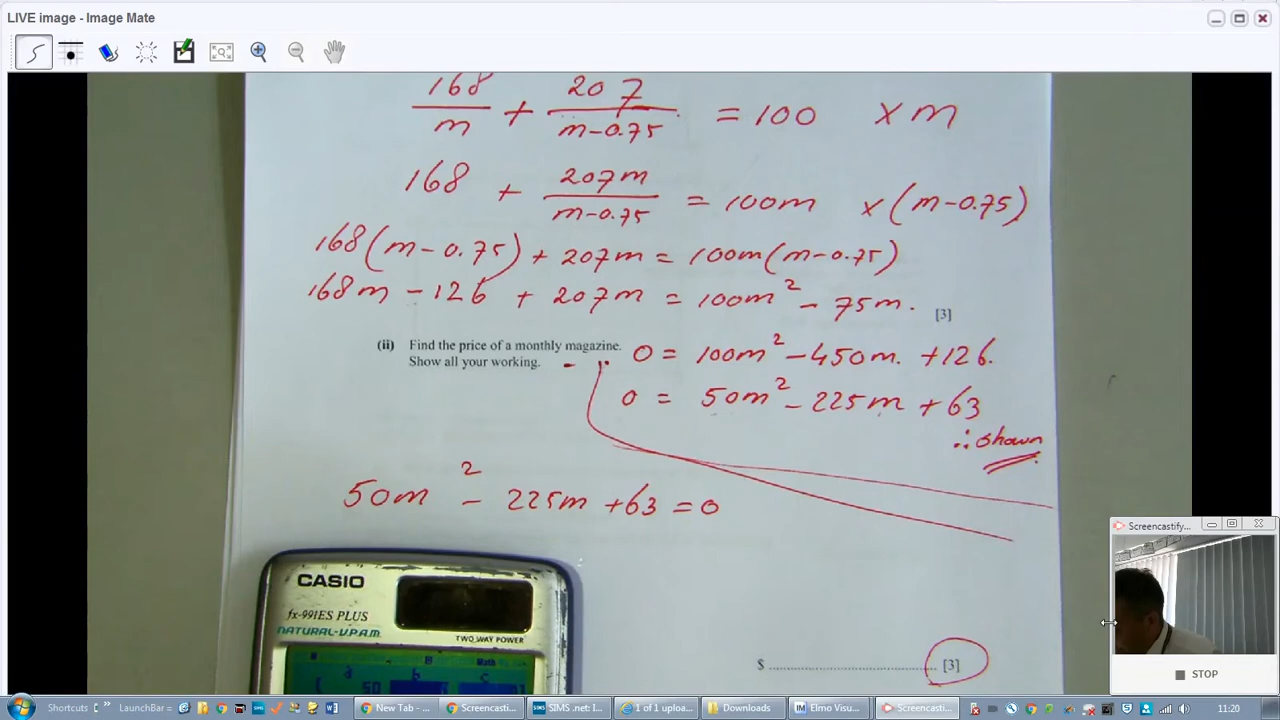 LIVE image - Image Mate
168/m + 207/(m-0.75) = 100 ×m
168 + 207m/(m-0.75) = 100m ×(m-0.75)
168(m-0.75) + 207m = 100m(m-0.75)
168m - 126 + 207m = 100m² - 75m. [3]
(ii) Find the price of a monthly magazine.
Show all your working.
0 = 100m² - 450m. + 126.
0 = 50m² - 225m + 63
∴ shown
50m² - 225m + 63 = 0
Screencastify...
CASIO
fx-991ES PLUS
NATURAL-V.P.A.M.
TWO WAY POWER
Math
a b c
50
$ ........................................ [3]
STOP
Shortcuts LaunchBar New Tab - ... Screencasti... SIMS .net: I... 1 of 1 uploa... Downloads Elmo Visu... Screencasti... 11:20